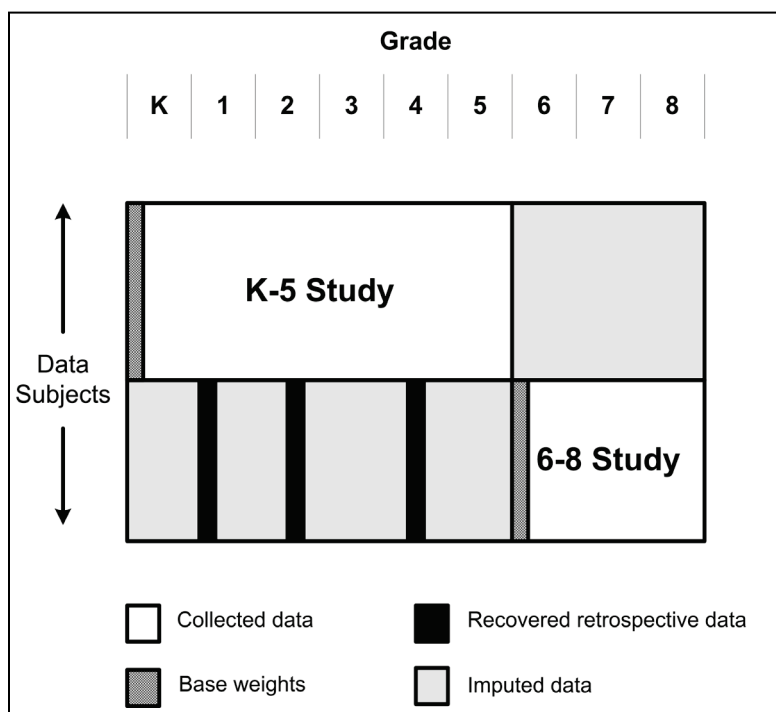 Grade
K 1 2 3 4 5 6 7 8
K-5 Study
Data
Subjects
6-8 Study
Collected data
Recovered retrospective data
Base weights
Imputed data